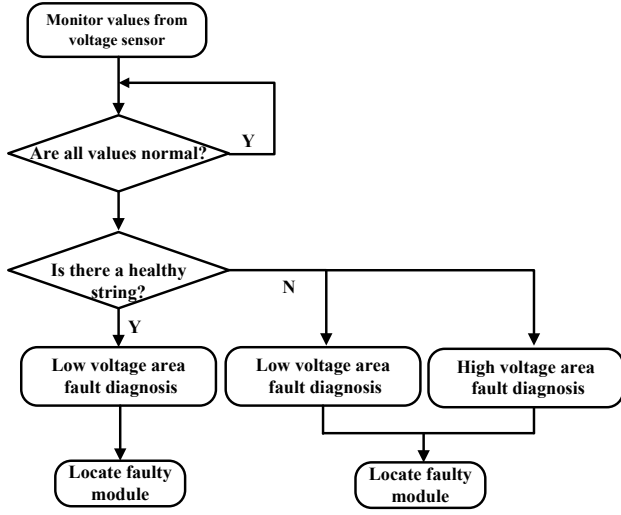 Monitor values from
voltage sensor
Are all values normal?
Y
Is there a healthy
string?
N
Y
Low voltage area
fault diagnosis
Low voltage area
fault diagnosis
High voltage area
fault diagnosis
Locate faulty
module
Locate faulty
module